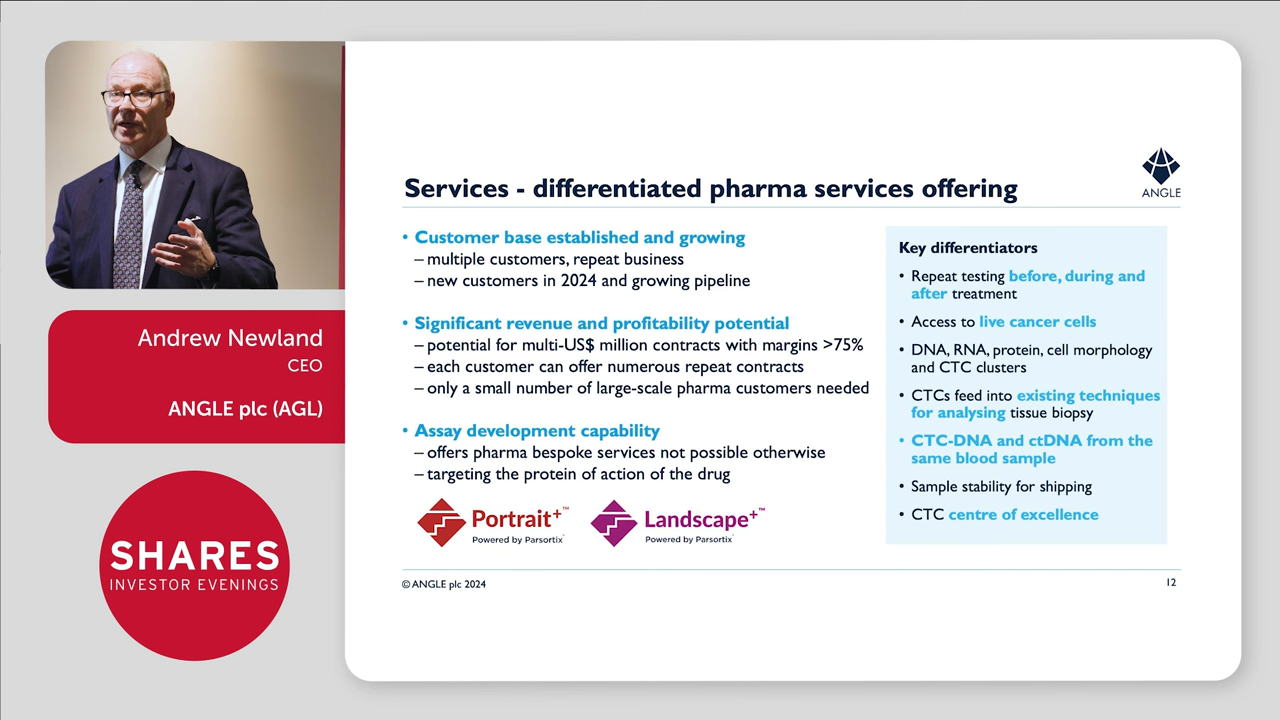 Andrew Newland
CEO
ANGLE plc (AGL)
SHARES
INVESTOR EVENINGS
Services - differentiated pharma services offering
ANGLE
• Customer base established and growing
– multiple customers, repeat business
– new customers in 2024 and growing pipeline
• Significant revenue and profitability potential
– potential for multi-US$ million contracts with margins >75%
– each customer can offer numerous repeat contracts
– only a small number of large-scale pharma customers needed
• Assay development capability
– offers pharma bespoke services not possible otherwise
– targeting the protein of action of the drug
Portrait+™
Powered by Parsortix®
Landscape+™
Powered by Parsortix®
Key differentiators
• Repeat testing before, during and
after treatment
• Access to live cancer cells
• DNA, RNA, protein, cell morphology
and CTC clusters
• CTCs feed into existing techniques
for analysing tissue biopsy
• CTC-DNA and ctDNA from the
same blood sample
• Sample stability for shipping
• CTC centre of excellence
© ANGLE plc 2024
12